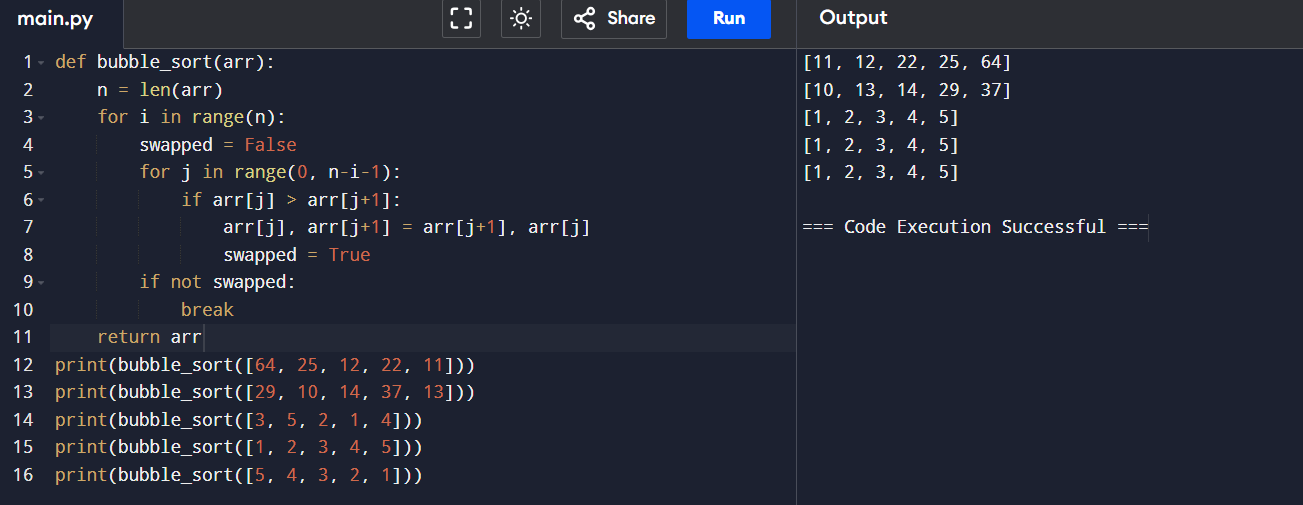 main.py
Share
Run
Output
1 def bubble_sort(arr):
2     n = len(arr)
3     for i in range(n):
4         swapped = False
5         for j in range(0, n-i-1):
6             if arr[j] > arr[j+1]:
7                 arr[j], arr[j+1] = arr[j+1], arr[j]
8                 swapped = True
9         if not swapped:
10             break
11     return arr
12 print(bubble_sort([64, 25, 12, 22, 11]))
13 print(bubble_sort([29, 10, 14, 37, 13]))
14 print(bubble_sort([3, 5, 2, 1, 4]))
15 print(bubble_sort([1, 2, 3, 4, 5]))
16 print(bubble_sort([5, 4, 3, 2, 1]))
[11, 12, 22, 25, 64]
[10, 13, 14, 29, 37]
[1, 2, 3, 4, 5]
[1, 2, 3, 4, 5]
[1, 2, 3, 4, 5]
=== Code Execution Successful ===